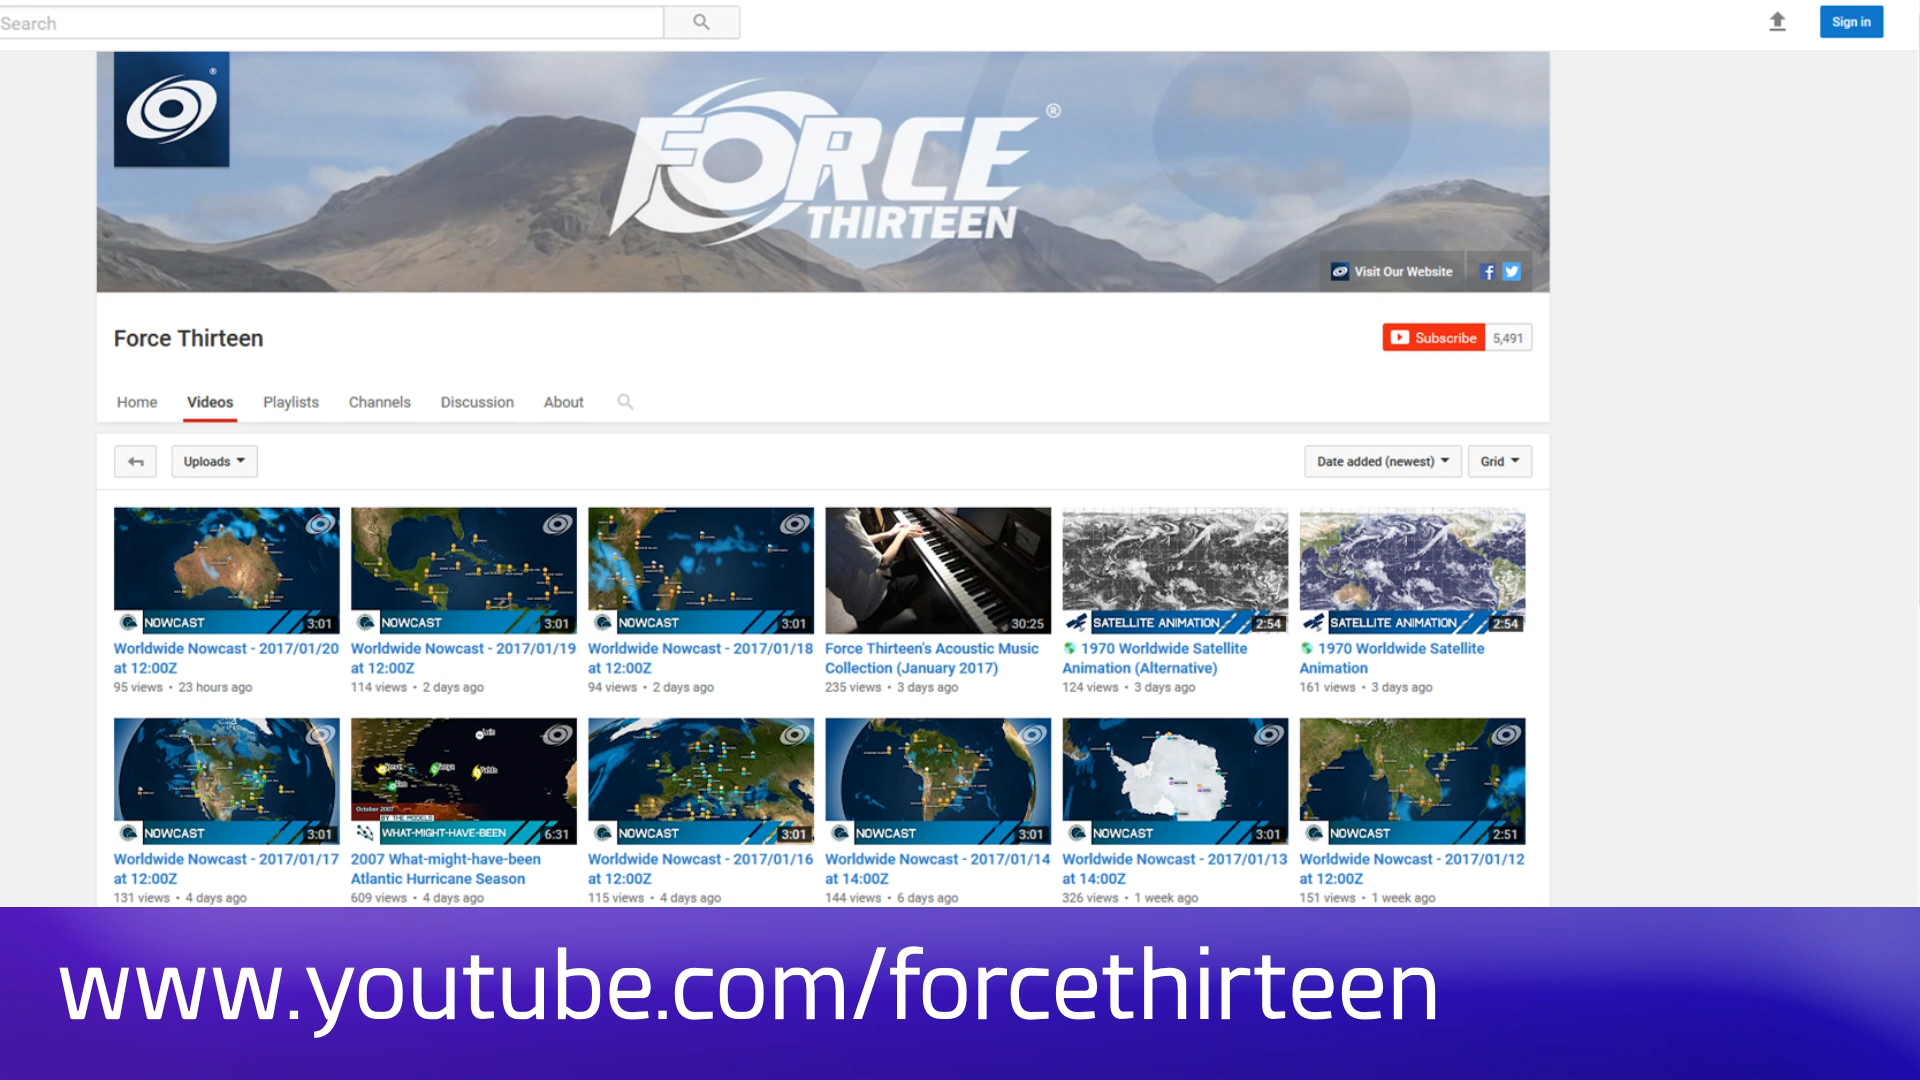 Search
Sign in
®
FORCE ®
THIRTEEN
Visit Our Website
Force Thirteen
Subscribe 5,491
Home Videos Playlists Channels Discussion About
Uploads
Date added (newest) Grid
NOWCAST 3:01
NOWCAST 3:01
NOWCAST 3:01
30:25
SATELLITE ANIMATION 2:54
SATELLITE ANIMATION 2:54
Worldwide Nowcast - 2017/01/20
at 12:00Z
95 views • 23 hours ago
Worldwide Nowcast - 2017/01/19
at 12:00Z
114 views • 2 days ago
Worldwide Nowcast - 2017/01/18
at 12:00Z
94 views • 2 days ago
Force Thirteen's Acoustic Music
Collection (January 2017)
235 views • 3 days ago
1970 Worldwide Satellite
Animation (Alternative)
124 views • 3 days ago
1970 Worldwide Satellite
Animation
161 views • 3 days ago
NOWCAST 3:01
October 2007
BY THE MODELS
WHAT-MIGHT-HAVE-BEEN 6:31
NOWCAST 3:01
NOWCAST 3:01
NOWCAST 3:01
NOWCAST 2:51
Worldwide Nowcast - 2017/01/17
at 12:00Z
131 views • 4 days ago
2007 What-might-have-been
Atlantic Hurricane Season
609 views • 4 days ago
Worldwide Nowcast - 2017/01/16
at 12:00Z
115 views • 4 days ago
Worldwide Nowcast - 2017/01/14
at 14:00Z
144 views • 6 days ago
Worldwide Nowcast - 2017/01/13
at 14:00Z
326 views • 1 week ago
Worldwide Nowcast - 2017/01/12
at 12:00Z
151 views • 1 week ago
www.youtube.com/forcethirteen